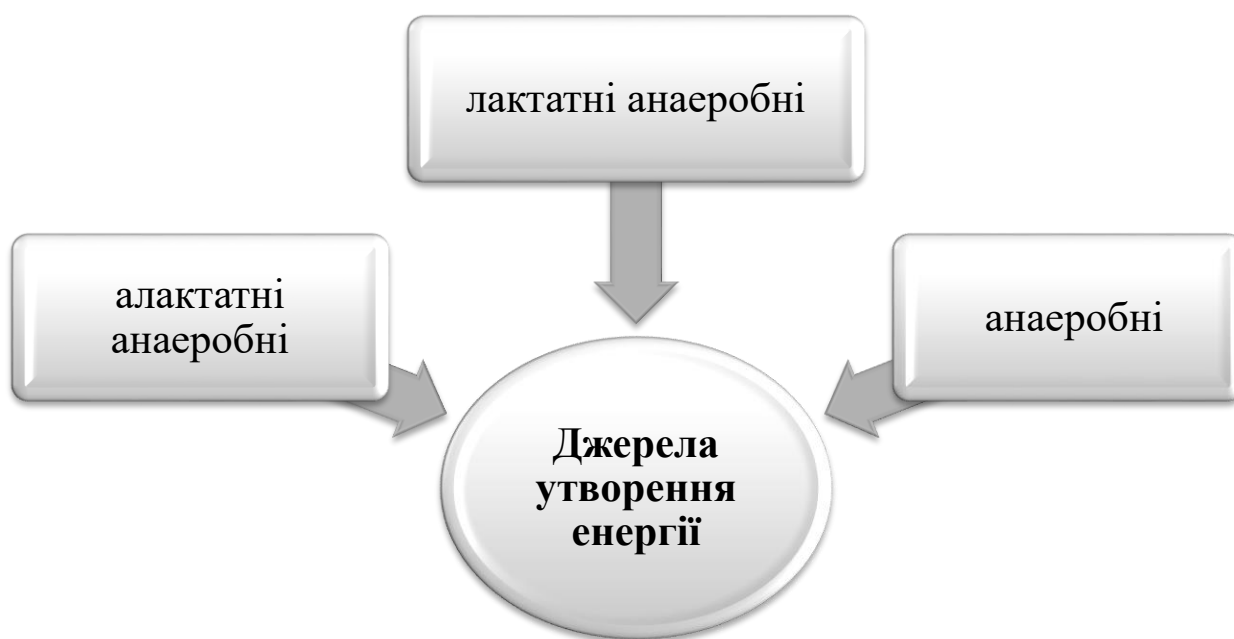 лактатні анаеробні
алактатні
анаеробні
анаеробні
Джерела
утворення
енергії